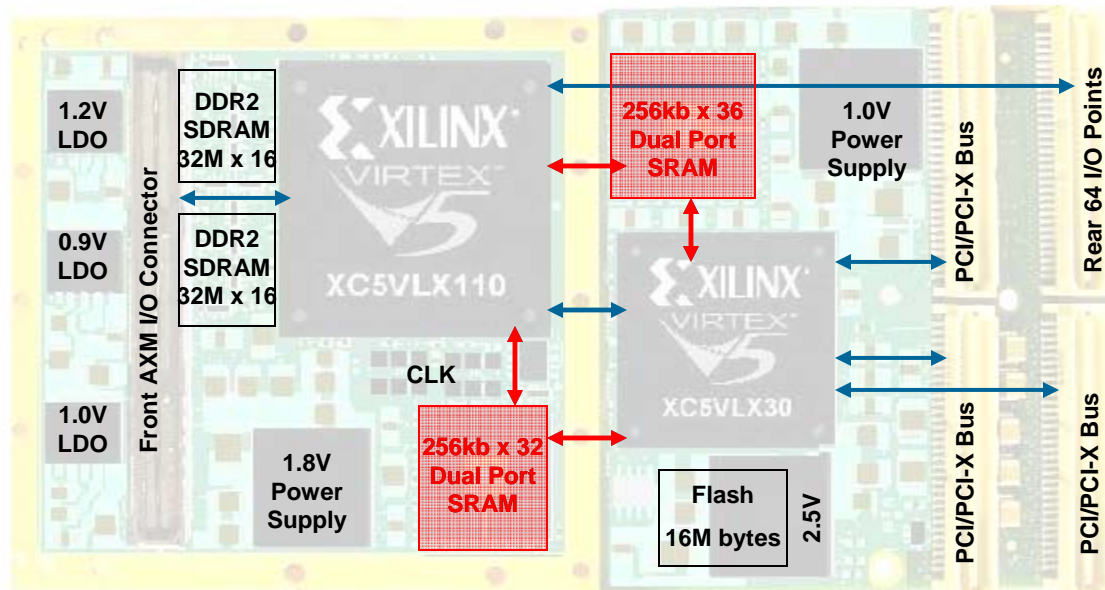 1.2V
LDO
0.9V
LDO
1.0V
LDO
Front AXM I/O Connector
DDR2
SDRAM
32M x 16
DDR2
SDRAM
32M x 16
XILINX
VIRTEX
5
XC5VLX110
CLK
1.8V
Power
Supply
256kb x 36
Dual Port
SRAM
256kb x 32
Dual Port
SRAM
XILINX
VIRTEX
5
XC5VLX30
Flash
16M bytes
2.5V
1.0V
Power
Supply
PCI/PCI-X Bus
Rear 64 I/O Points
PCI/PCI-X Bus
PCI/PCI-X Bus